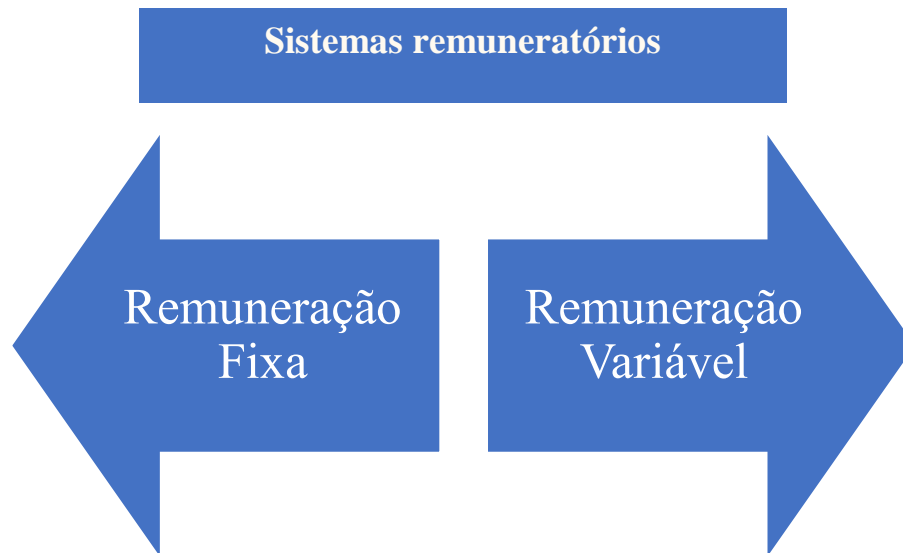 Sistemas remuneratórios
Remuneração
Fixa
Remuneração
Variável